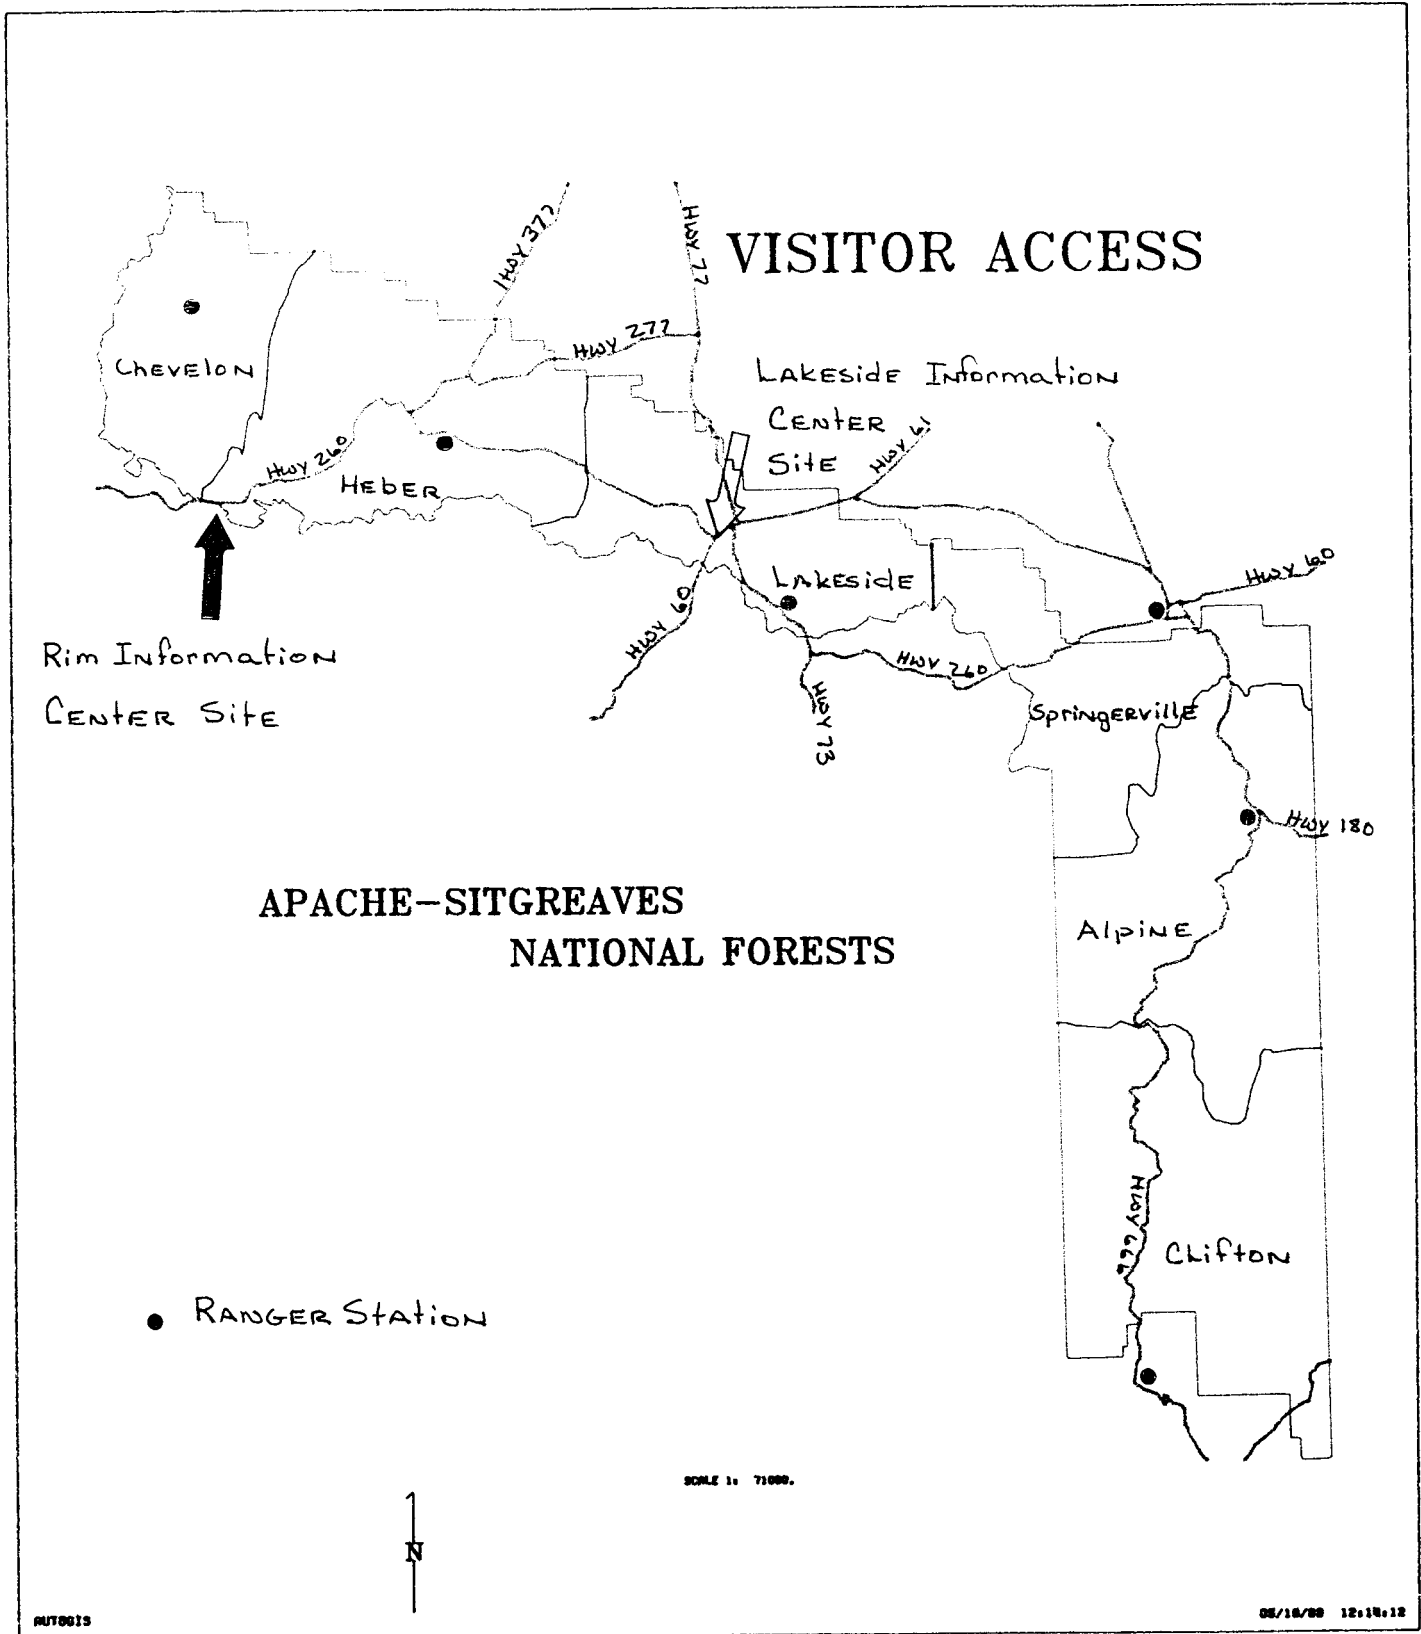 HWY 377
HWY 77
VISITOR ACCESS
HWY 277
Chevelon
Lakeside Information
Center
Site
HWY 61
HWY 260
Heber
Lakeside
HWY 60
HWY 60
Rim Information
Center Site
HWY 260
HWY 73
Springerville
HWY 180
APACHE-SITGREAVES
NATIONAL FORESTS
Alpine
HWY 666
Clifton
Ranger Station
N
AUTOGIS